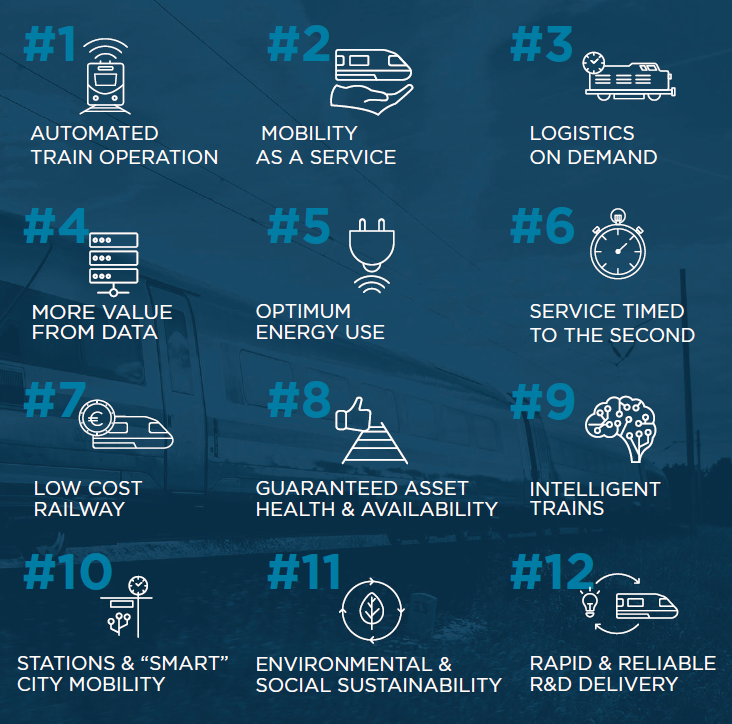 #1
AUTOMATED
TRAIN OPERATION
#2
MOBILITY
AS A SERVICE
#3
LOGISTICS
ON DEMAND
#4
MORE VALUE
FROM DATA
#5
OPTIMUM
ENERGY USE
#6
SERVICE TIMED
TO THE SECOND
#7
€
LOW COST
RAILWAY
#8
GUARANTEED ASSET
HEALTH & AVAILABILITY
#9
INTELLIGENT
TRAINS
#10
STATIONS & “SMART”
CITY MOBILITY
#11
ENVIRONMENTAL &
SOCIAL SUSTAINABILITY
#12
RAPID & RELIABLE
R&D DELIVERY